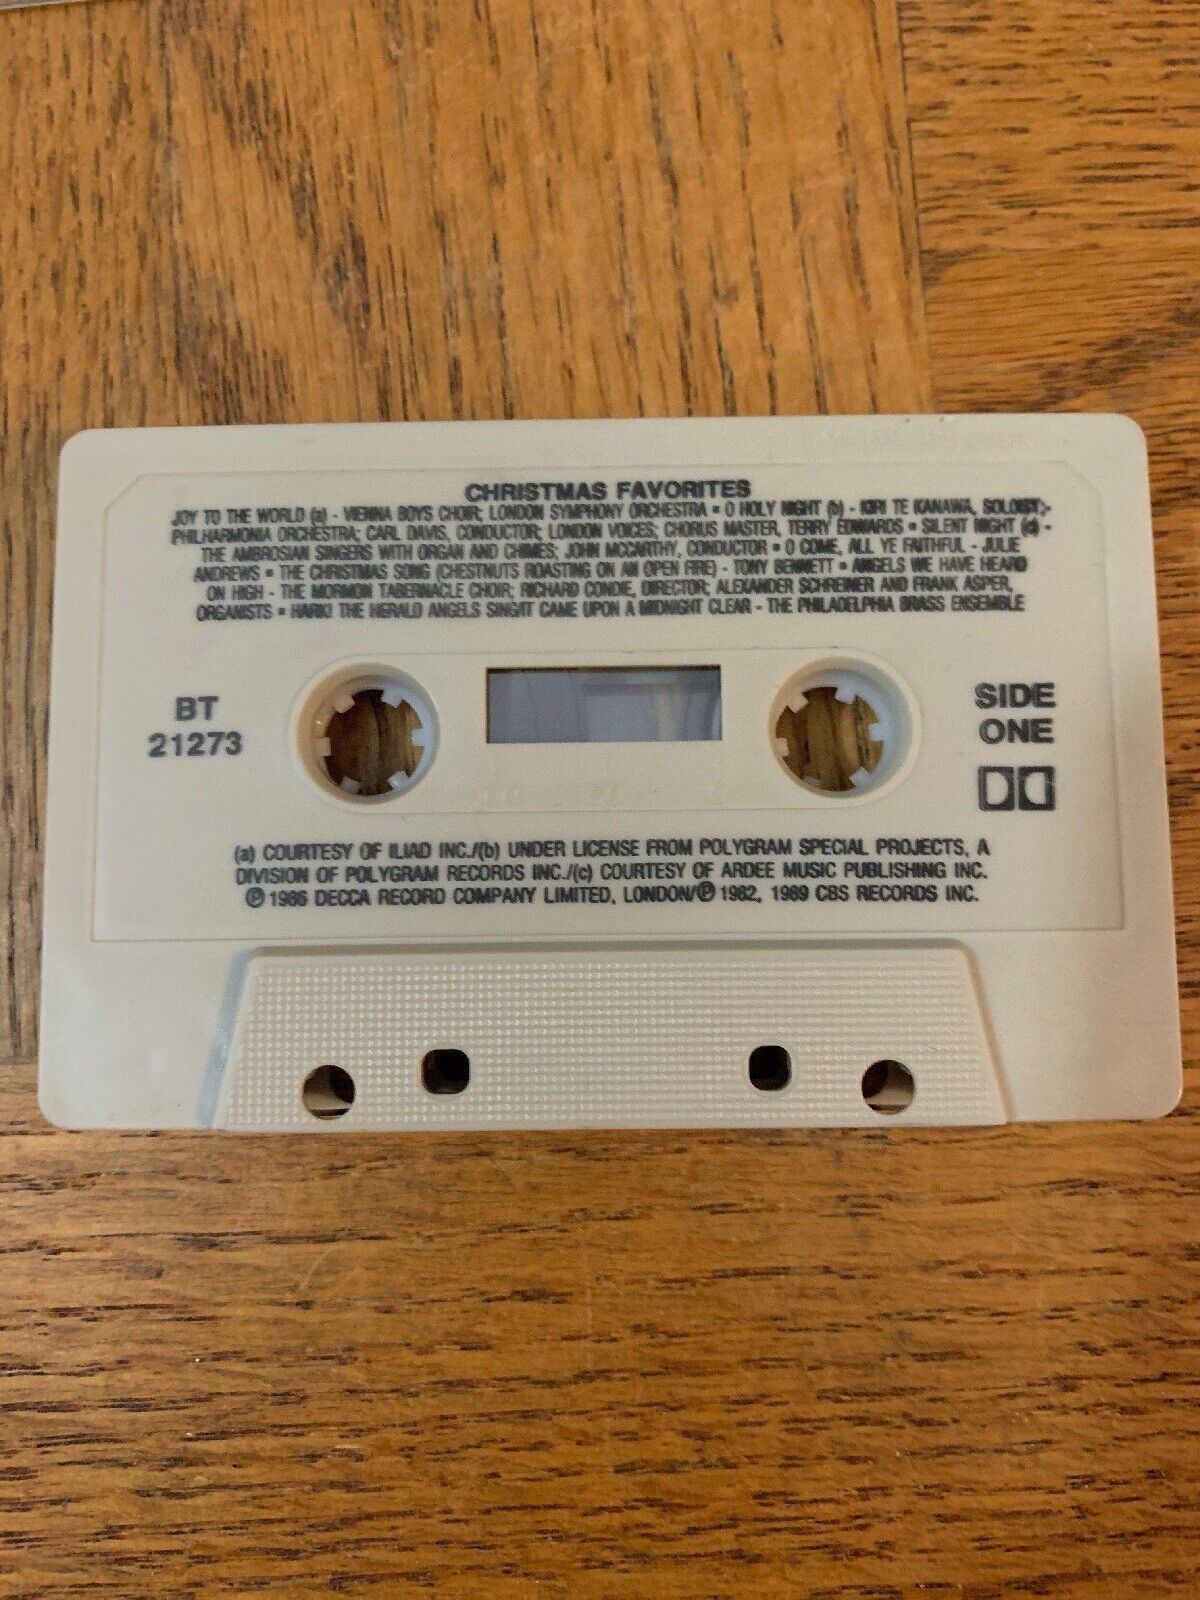 CHRISTMAS FAVORITES
JOY TO THE WORLD (a) - VIENNA BOYS CHOIR; LONDON SYMPHONY ORCHESTRA • O HOLY NIGHT (b) - KIRI TE KANAWA, SOLOIST;
PHILHARMONIA ORCHESTRA; CARL DAVIS, CONDUCTOR; LONDON VOICES; CHORUS MASTER, TERRY EDWARDS • SILENT NIGHT (c) -
THE AMBROSIAN SINGERS WITH ORGAN AND CHIMES; JOHN MCCARTHY, CONDUCTOR • O COME, ALL YE FAITHFUL - JULIE
ANDREWS • THE CHRISTMAS SONG (CHESTNUTS ROASTING ON AN OPEN FIRE) - TONY BENNETT • ANGELS WE HAVE HEARD
ON HIGH - THE MORMON TABERNACLE CHOIR; RICHARD CONDIE, DIRECTOR; ALEXANDER SCHREINER AND FRANK ASPER,
ORGANISTS • HARK! THE HERALD ANGELS SING/IT CAME UPON A MIDNIGHT CLEAR - THE PHILADELPHIA BRASS ENSEMBLE
BT
21273
SIDE
ONE
(a) COURTESY OF ILIAD INC./(b) UNDER LICENSE FROM POLYGRAM SPECIAL PROJECTS, A
DIVISION OF POLYGRAM RECORDS INC./(c) COURTESY OF ARDEE MUSIC PUBLISHING INC.
℗ 1986 DECCA RECORD COMPANY LIMITED, LONDON/℗ 1982, 1989 CBS RECORDS INC.